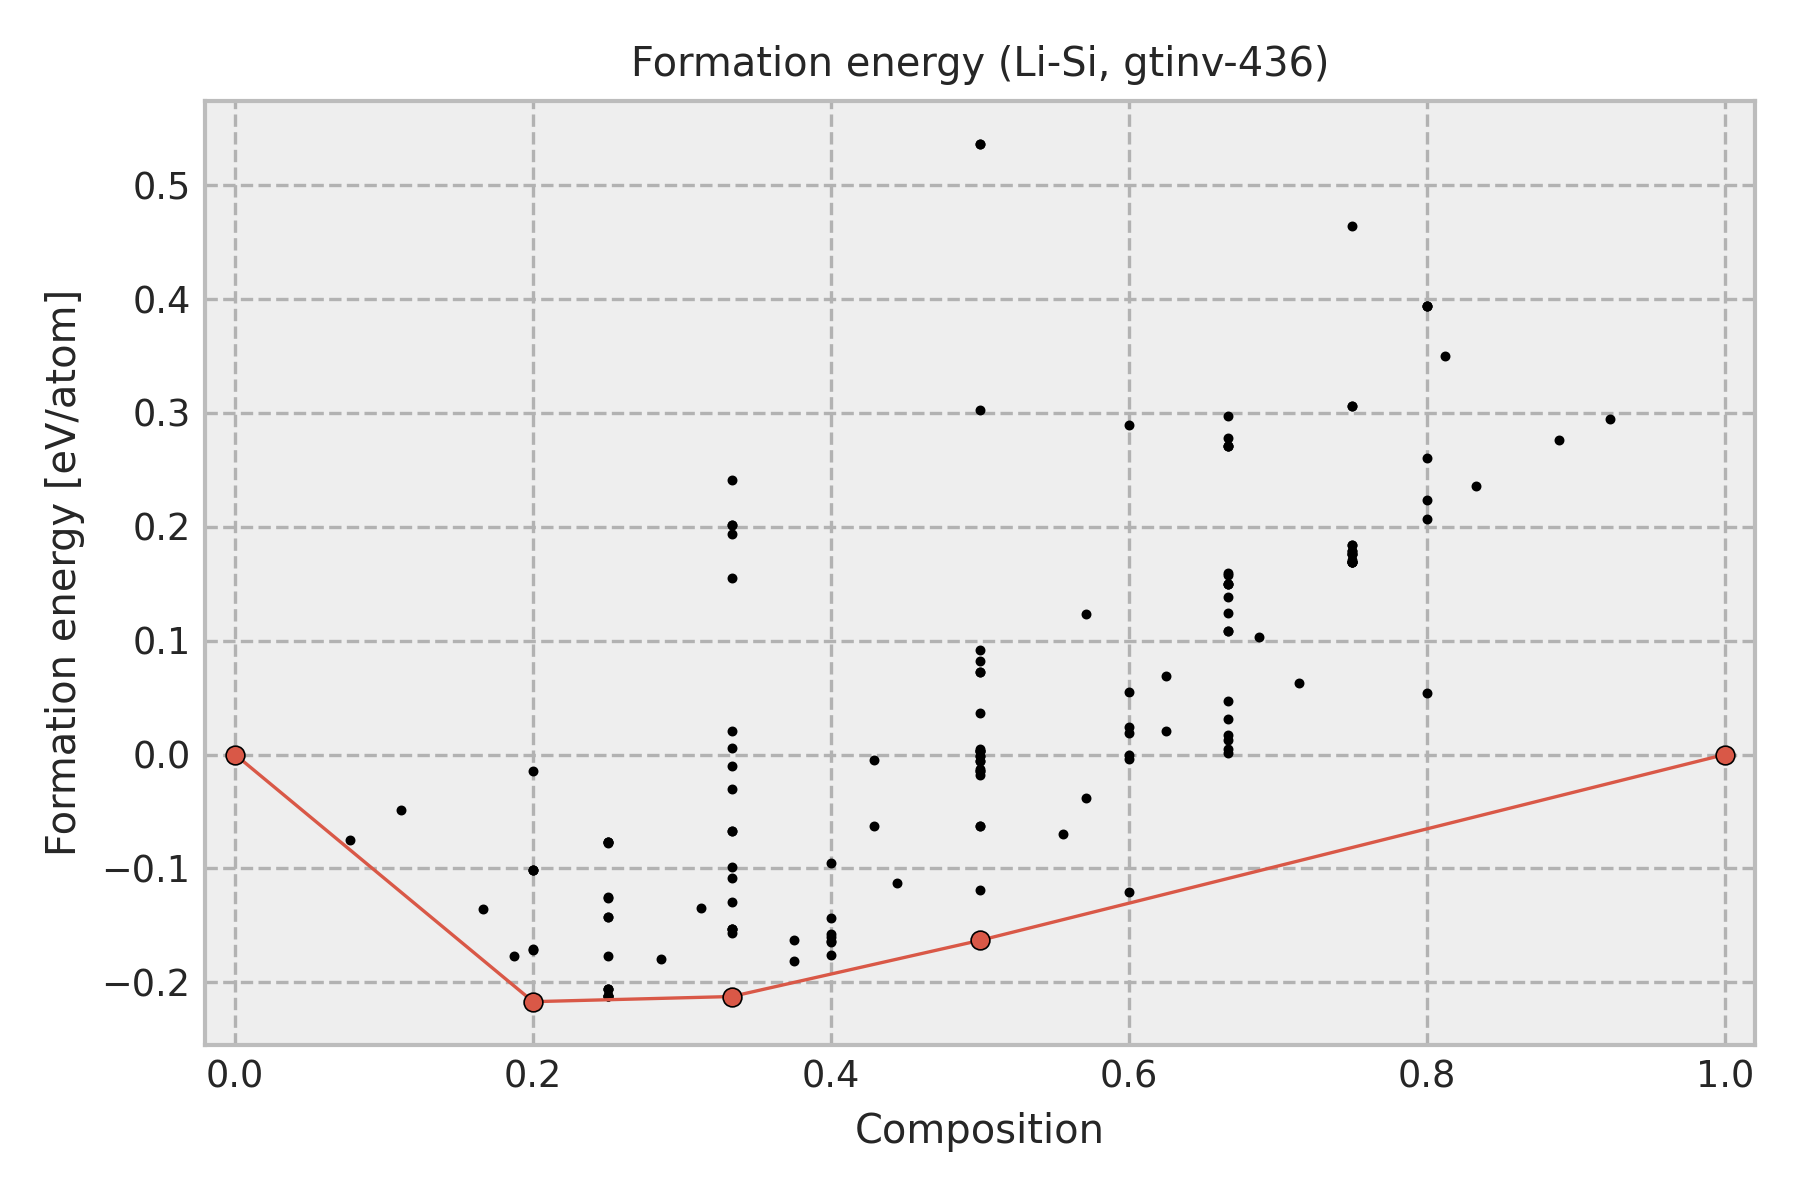 Formation energy (Li-Si, gtinv-436)
Formation energy [eV/atom]
0.5
0.4
0.3
0.2
0.1
0.0
−0.1
−0.2
0.0 0.2 0.4 0.6 0.8 1.0
Composition